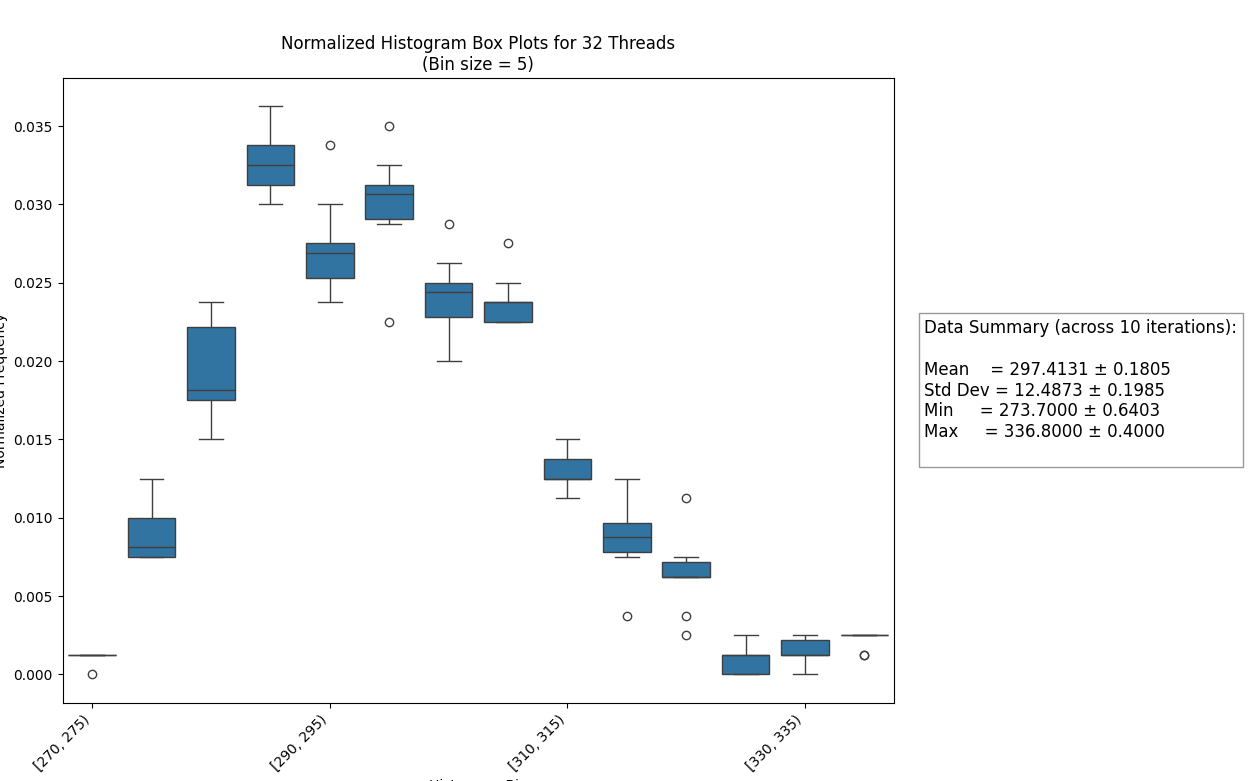 Normalized Histogram Box Plots for 32 Threads
(Bin size = 5)
0.035
0.030
0.025
0.020
0.015
0.010
0.005
0.000
Normalized Frequency
[270, 275)
[290, 295)
[310, 315)
[330, 335)
Data Summary (across 10 iterations):
Mean = 297.4131 ± 0.1805
Std Dev = 12.4873 ± 0.1985
Min = 273.7000 ± 0.6403
Max = 336.8000 ± 0.4000